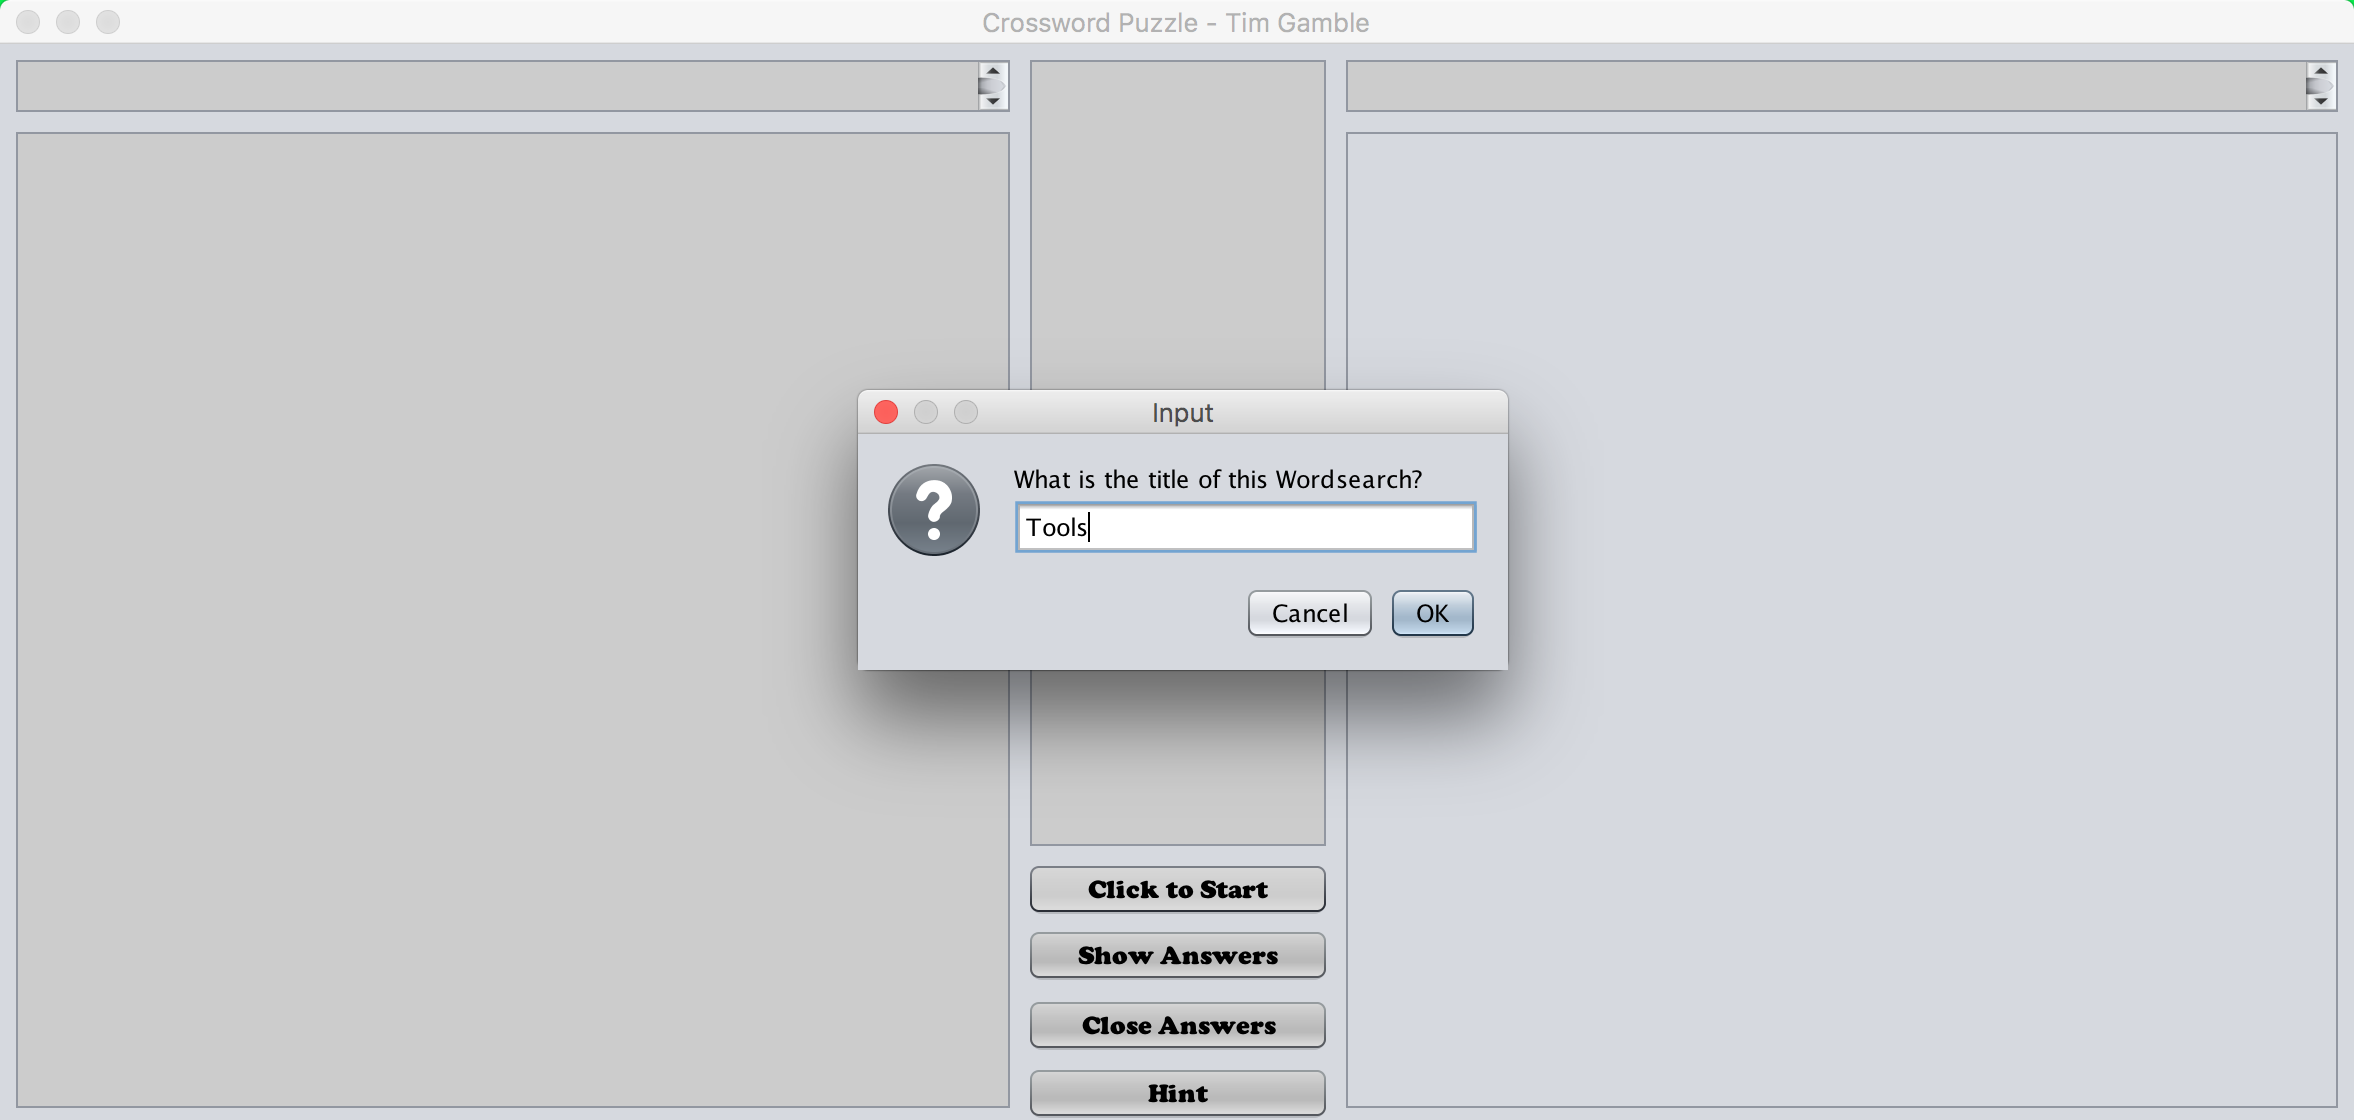 Crossword Puzzle - Tim Gamble
Input
What is the title of this Wordsearch?
Tools
Cancel
OK
Click to Start
Show Answers
Close Answers
Hint